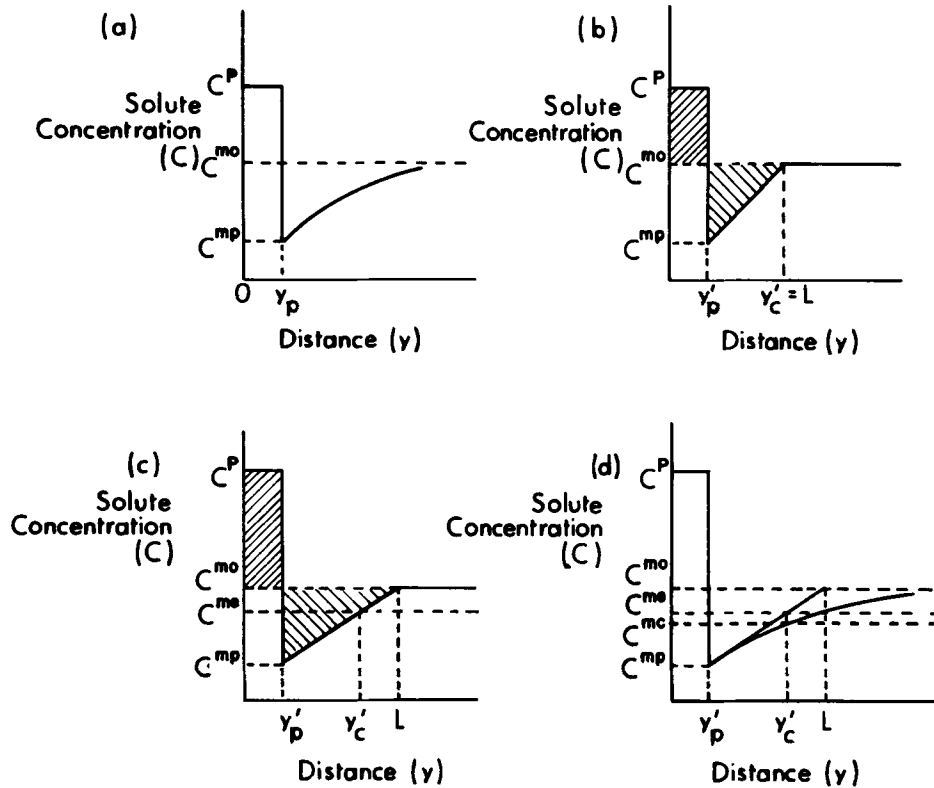 (a)
C^P
Solute
Concentration
(C) C^mo
C^mp
O y_p
Distance (y)
(b)
C^P
Solute
Concentration
(C) C^mo
C^mp
y'_p y'_c = L
Distance (y)
(c)
C^P
Solute
Concentration
(C)
C^mo
C^me
C^mp
y'_p y'_c L
Distance (y)
(d)
C^P
Solute
Concentration
(C)
C^mo
C^me
C^mc
C^mp
y'_p y'_c L
Distance (y)